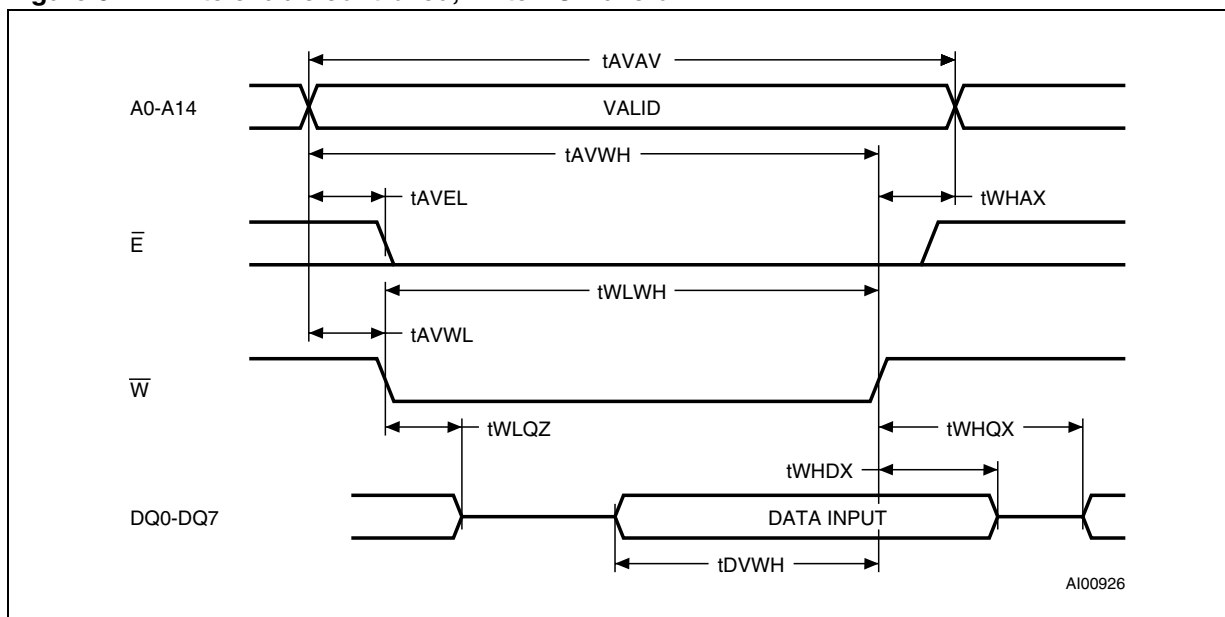 tAVAV
A0-A14
VALID
tAVWH
tAVEL
tWHAX
E
tWLWH
tAVWL
W
tWLQZ
tWHQX
tWHDX
DQ0-DQ7
DATA INPUT
tDVWH
AI00926